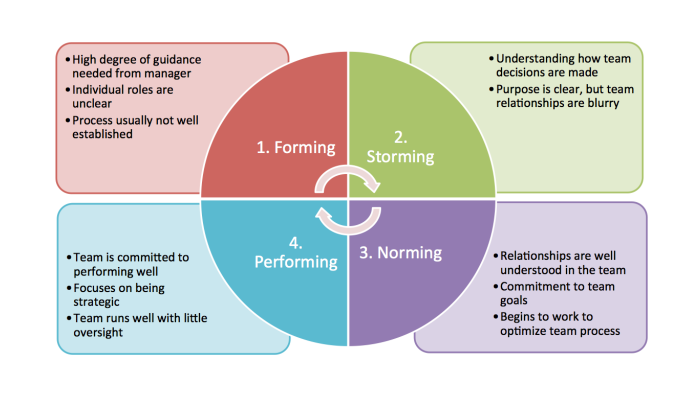 • High degree of guidance
needed from manager
• Individual roles are
unclear
• Process usually not well
established
1. Forming
2.
Storming
• Understanding how team
decisions are made
• Purpose is clear, but team
relationships are blurry
• Team is committed to
performing well
• Focuses on being
strategic
• Team runs well with little
oversight
4.
Performing
3. Norming
• Relationships are well
understood in the team
• Commitment to team
goals
• Begins to work to
optimize team process